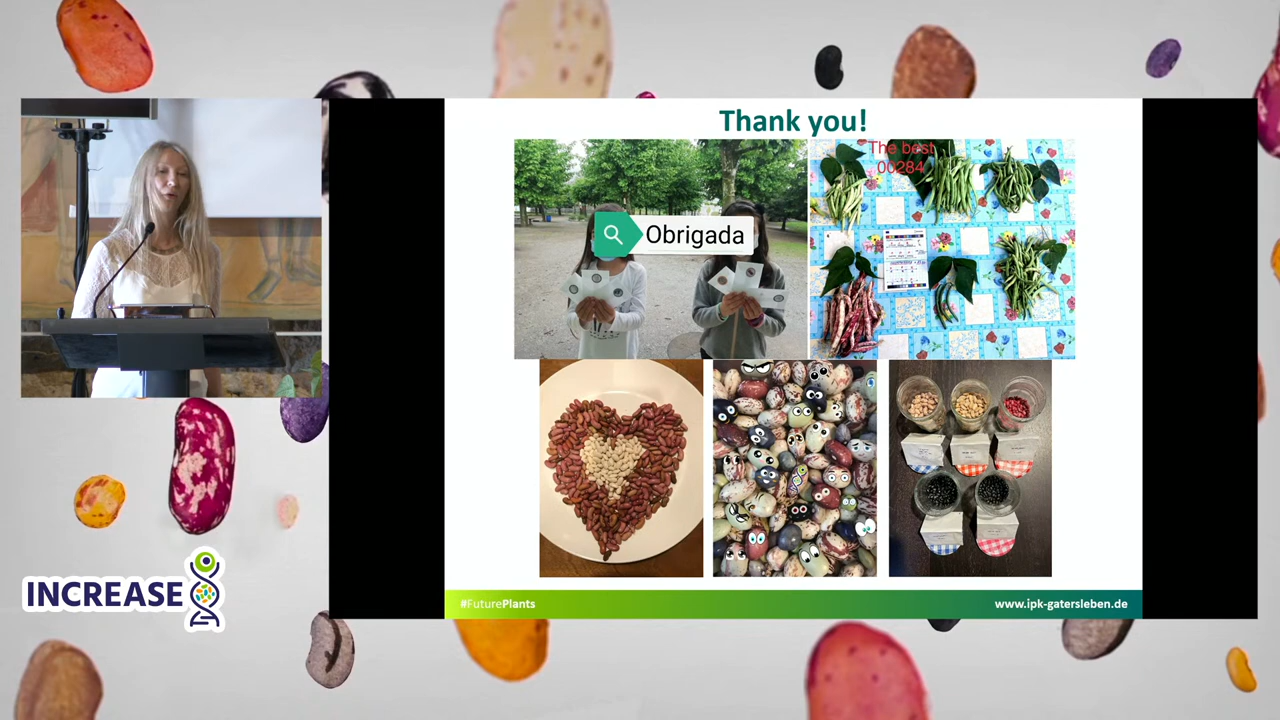 Thank you!
The best
00284
Obrigada
INCREASE
#FuturePlants
www.ipk-gatersleben.de